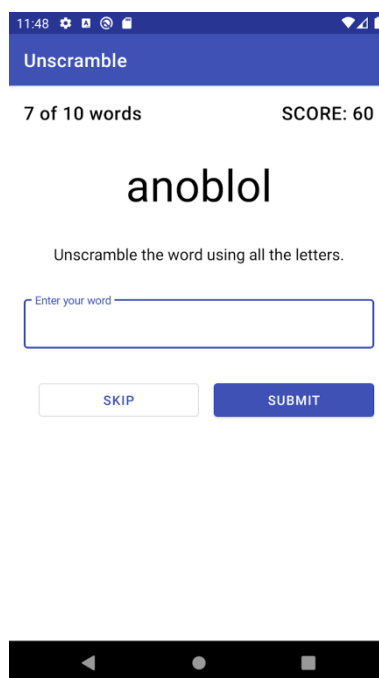 11:48
Unscramble
7 of 10 words SCORE: 60
anoblol
Unscramble the word using all the letters.
Enter your word
SKIP SUBMIT